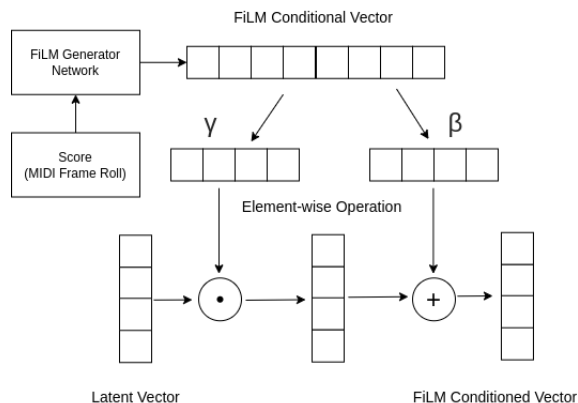 FiLM Conditional Vector
FiLM Generator
Network
Score
(MIDI Frame Roll)
γ
β
Element-wise Operation
•
+
Latent Vector
FiLM Conditioned Vector